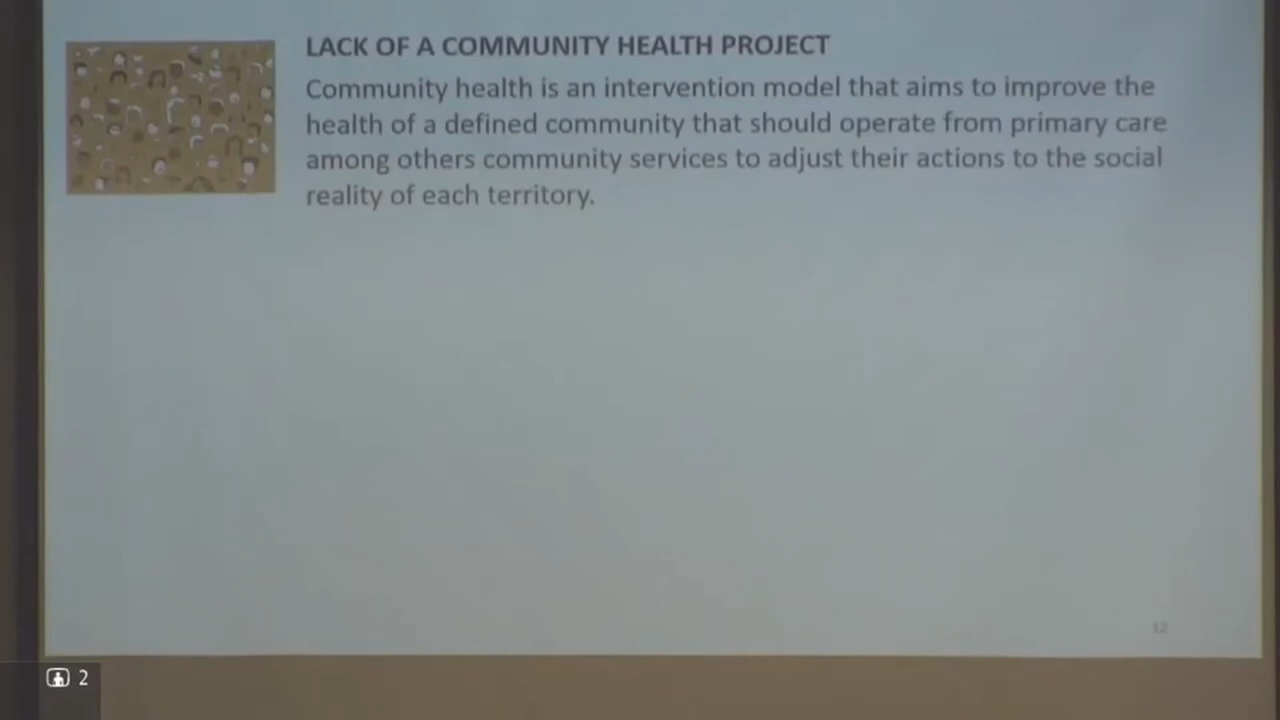 LACK OF A COMMUNITY HEALTH PROJECT
Community health is an intervention model that aims to improve the
health of a defined community that should operate from primary care
among others community services to adjust their actions to the social
reality of each territory.
12
2